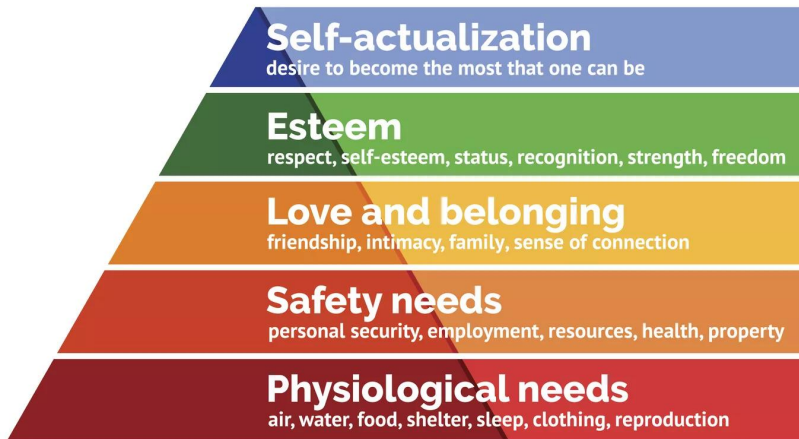 Self-actualization
desire to become the most that one can be
Esteem
respect, self-esteem, status, recognition, strength, freedom
Love and belonging
friendship, intimacy, family, sense of connection
Safety needs
personal security, employment, resources, health, property
Physiological needs
air, water, food, shelter, sleep, clothing, reproduction